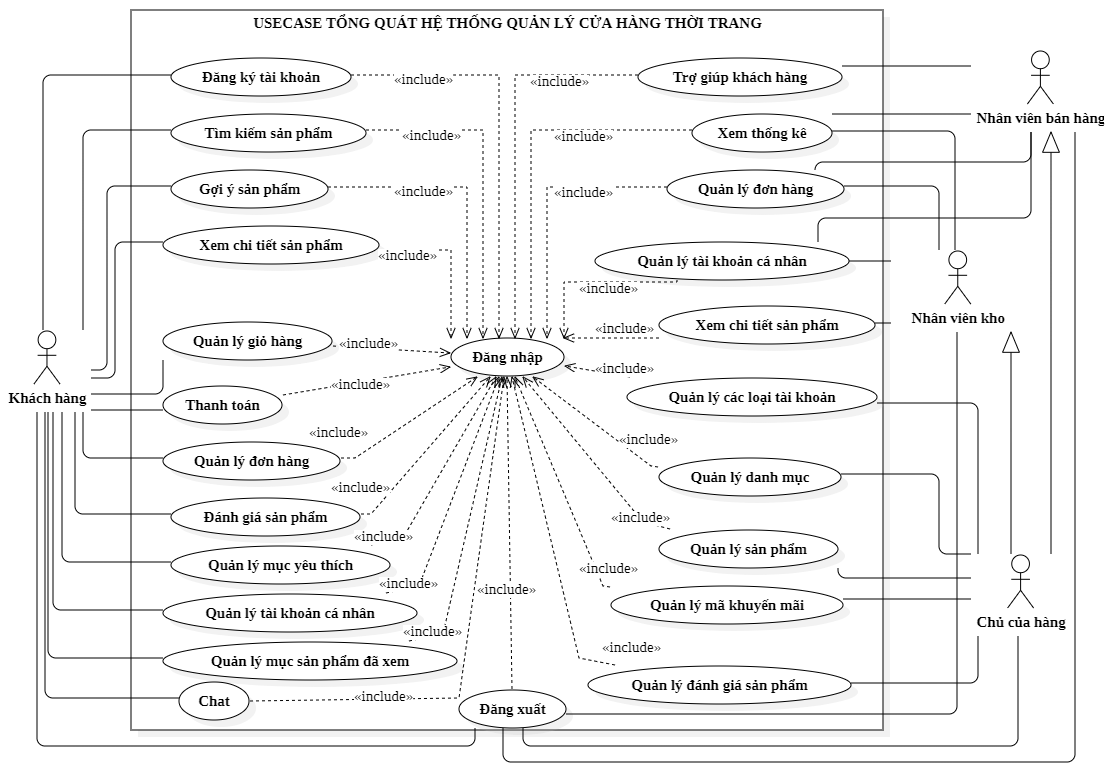 USECASE TỔNG QUÁT HỆ THỐNG QUẢN LÝ CỬA HÀNG THỜI TRANG
Đăng ký tài khoản
«include»
«include»
Trợ giúp khách hàng
Nhân viên bán hàng
Tìm kiếm sản phẩm
«include»
«include»
Xem thống kê
Gợi ý sản phẩm
«include»
«include»
Quản lý đơn hàng
Xem chi tiết sản phẩm
«include»
Quản lý tài khoản cá nhân
«include»
Nhân viên kho
«include»
Xem chi tiết sản phẩm
Quản lý giỏ hàng
«include»
Đăng nhập
«include»
Khách hàng
Thanh toán
«include»
Quản lý các loại tài khoản
«include»
«include»
Quản lý đơn hàng
Quản lý danh mục
«include»
Đánh giá sản phẩm
«include»
«include»
Quản lý sản phẩm
Quản lý mục yêu thích
«include»
«include»
«include»
Quản lý tài khoản cá nhân
Quản lý mã khuyến mãi
Chủ của hàng
«include»
«include»
Quản lý mục sản phẩm đã xem
Quản lý đánh giá sản phẩm
Chat
«include»
Đăng xuất